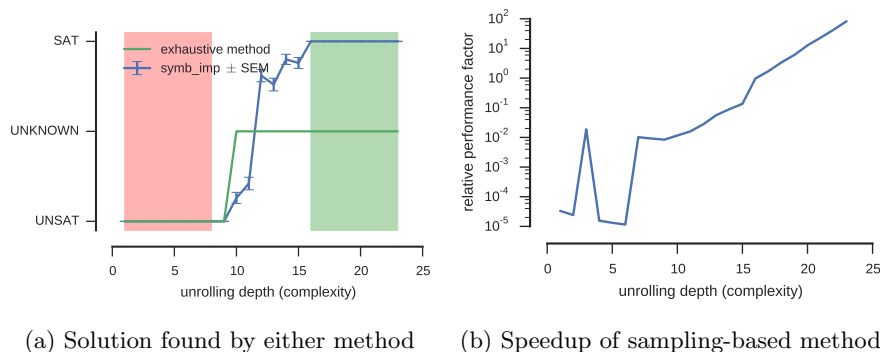 SAT
UNKNOWN
UNSAT
exhaustive method
symb_imp ± SEM
0 5 10 15 20 25
unrolling depth (complexity)
(a) Solution found by either method
relative performance factor
10^2
10^1
10^0
10^-1
10^-2
10^-3
10^-4
10^-5
0 5 10 15 20 25
unrolling depth (complexity)
(b) Speedup of sampling-based method